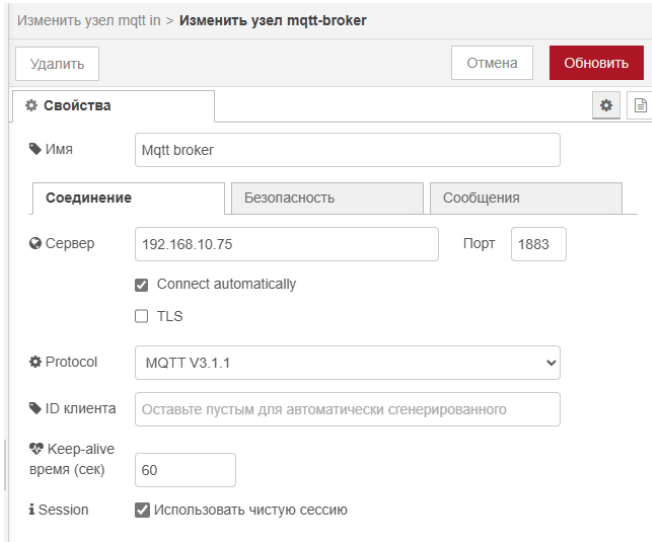 Изменить узел mqtt in > Изменить узел mqtt-broker
Удалить Отмена Обновить
Свойства
Имя Mqtt broker
Соединение Безопасность Сообщения
Сервер 192.168.10.75 Порт 1883
Connect automatically
TLS
Protocol MQTT V3.1.1
ID клиента Оставьте пустым для автоматически сгенерированного
Keep-alive
время (сек) 60
Session Использовать чистую сессию